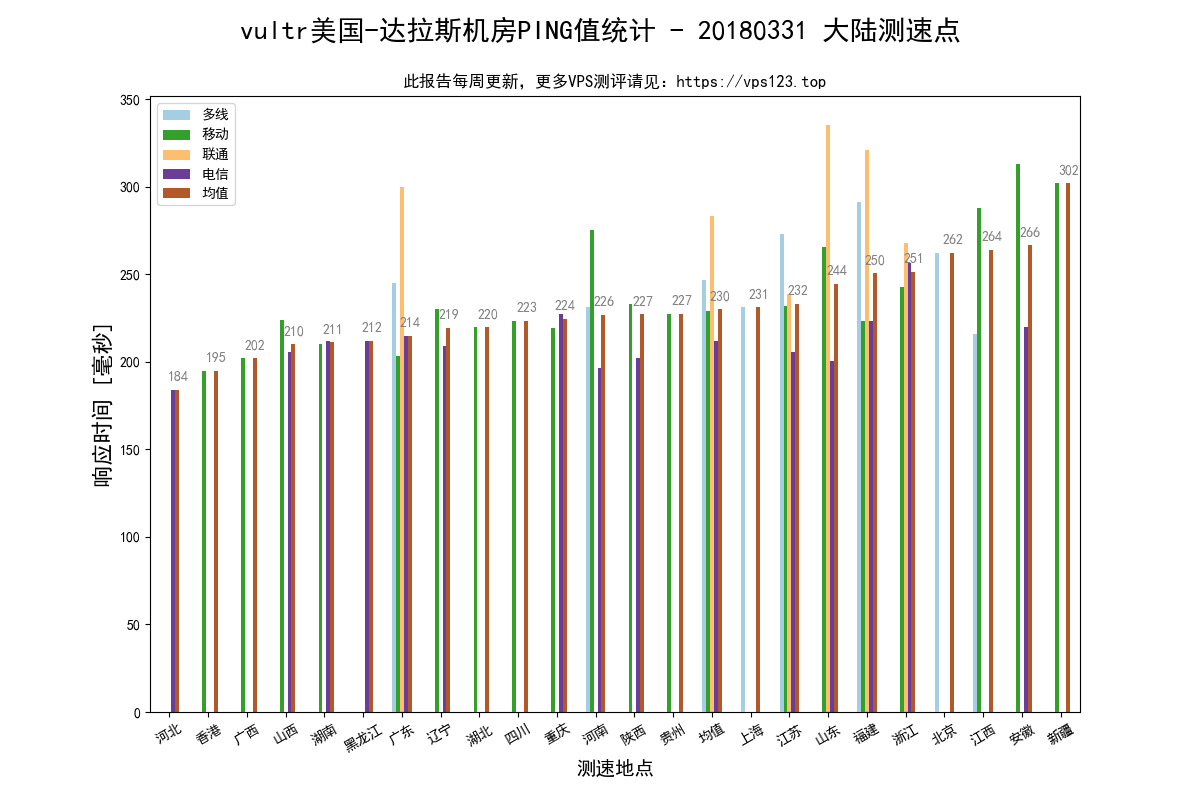 vultr美国-达拉斯机房PING值统计 - 20180331 大陆测速点
此报告每周更新，更多VPS测评请见：https://vps123.top
350
300
250
200
150
100
50
0
响应时间 [毫秒]
多线
移动
联通
电信
均值
184
195
202
210
211
212
214
219
220
223
224
226
227
227
230
231
232
244
250
251
262
264
266
302
河北
香港
广西
山西
湖南
黑龙江
广东
辽宁
湖北
四川
重庆
河南
陕西
贵州
均值
上海
江苏
山东
福建
浙江
北京
江西
安徽
新疆
测速地点